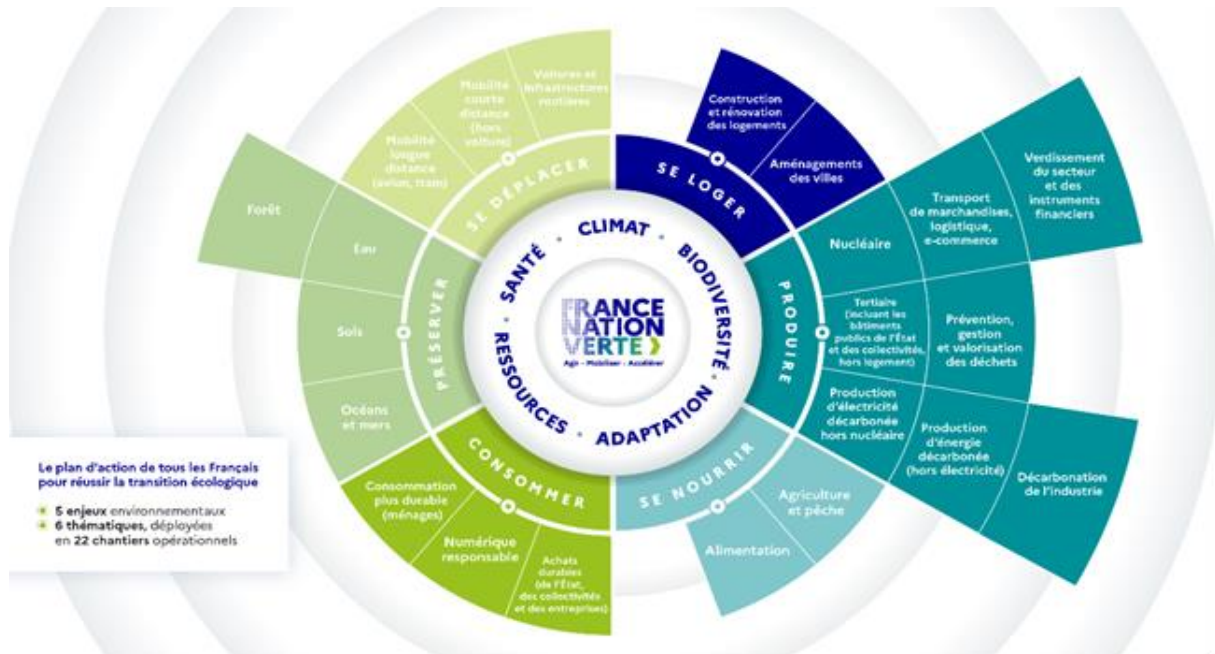 Voitures et
infrastructures
routières
Mobilité
courte
distance
(hors
voiture)
Mobilité
longue
distance
(avion, train)
SE DÉPLACER
Construction
et rénovation
des logements
Aménagements
des villes
SE LOGER
Verdissement
du secteur
et des
instruments
financiers
Transport
de marchandises,
logistique,
e-commerce
Nucléaire
Tertiaire
(incluant les
bâtiments
publics de l'État
et des collectivités,
hors logement)
Prévention,
gestion
et valorisation
des déchets
Production
d'électricité
décarbonée
hors nucléaire
Production
d'énergie
décarbonée
(hors électricité)
Décarbonation
de l'industrie
PRODUIRE
Agriculture
et pêche
Alimentation
SE NOURRIR
Consommation
plus durable
(ménages)
Numérique
responsable
Achats
durables
(de l'État,
des collectivités
et des entreprises)
CONSOMMER
Forêt
Eau
Sols
Océans
et mers
PRÉSERVER
SANTÉ · CLIMAT · BIODIVERSITÉ · ADAPTATION · RESSOURCES ·
FRANCE
NATION
VERTE >
Agir - Mobiliser - Accélérer
Le plan d'action de tous les Français
pour réussir la transition écologique
5 enjeux environnementaux
6 thématiques, déployées
en 22 chantiers opérationnels